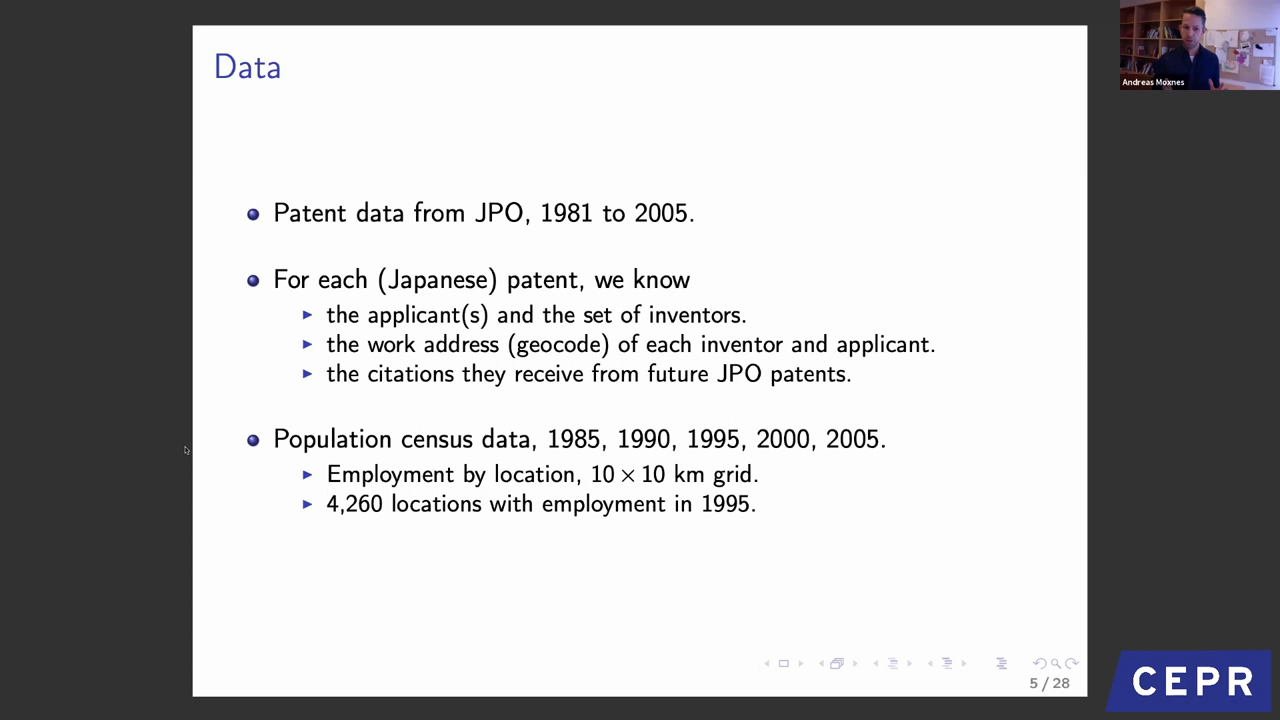 Data
Patent data from JPO, 1981 to 2005.
For each (Japanese) patent, we know
the applicant(s) and the set of inventors.
the work address (geocode) of each inventor and applicant.
the citations they receive from future JPO patents.
Population census data, 1985, 1990, 1995, 2000, 2005.
Employment by location, 10 × 10 km grid.
4,260 locations with employment in 1995.
5 / 28
Andreas Moxnes
CEPR